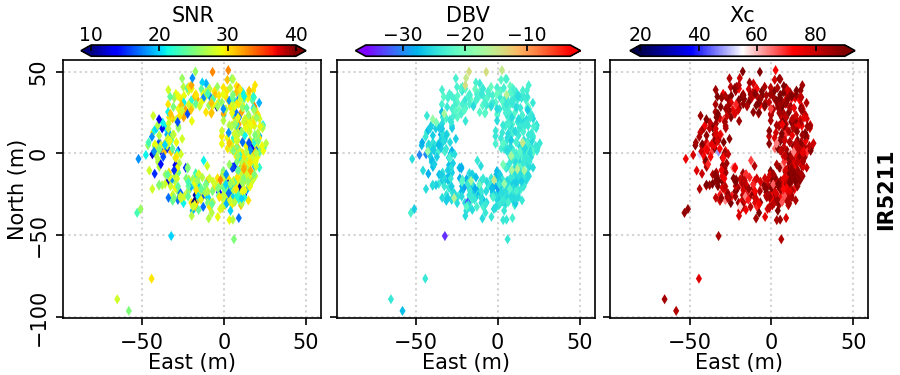 SNR DBV Xc
10 20 30 40 −30 −20 −10 20 40 60 80
50
0
−50
−100
North (m)
IR5211
−50 0 50 −50 0 50 −50 0 50
East (m) East (m) East (m)